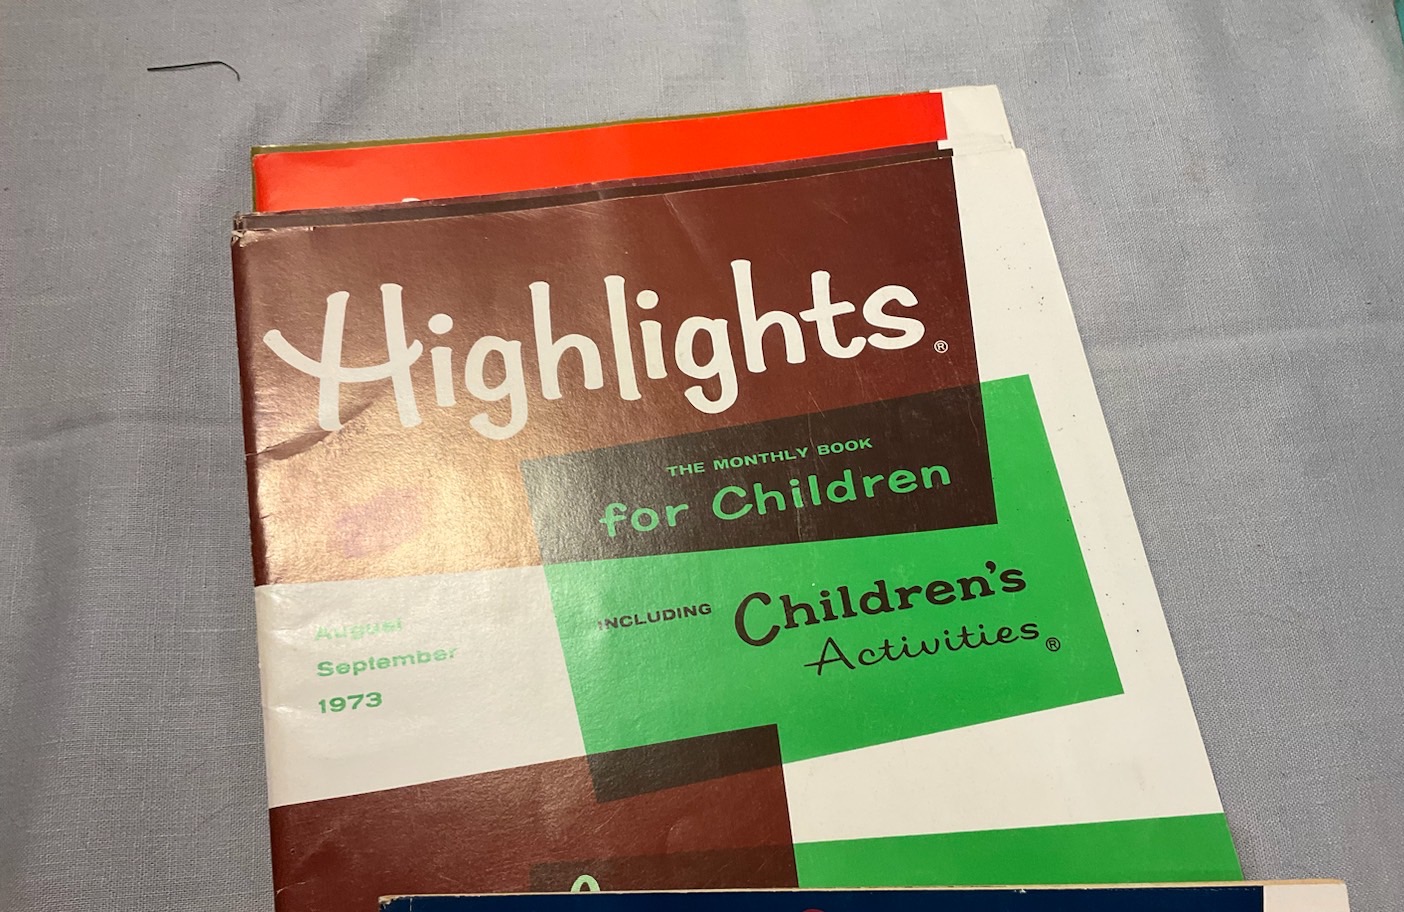 Highlights®
THE MONTHLY BOOK
for Children
INCLUDING Children's
Activities®
August
September
1973